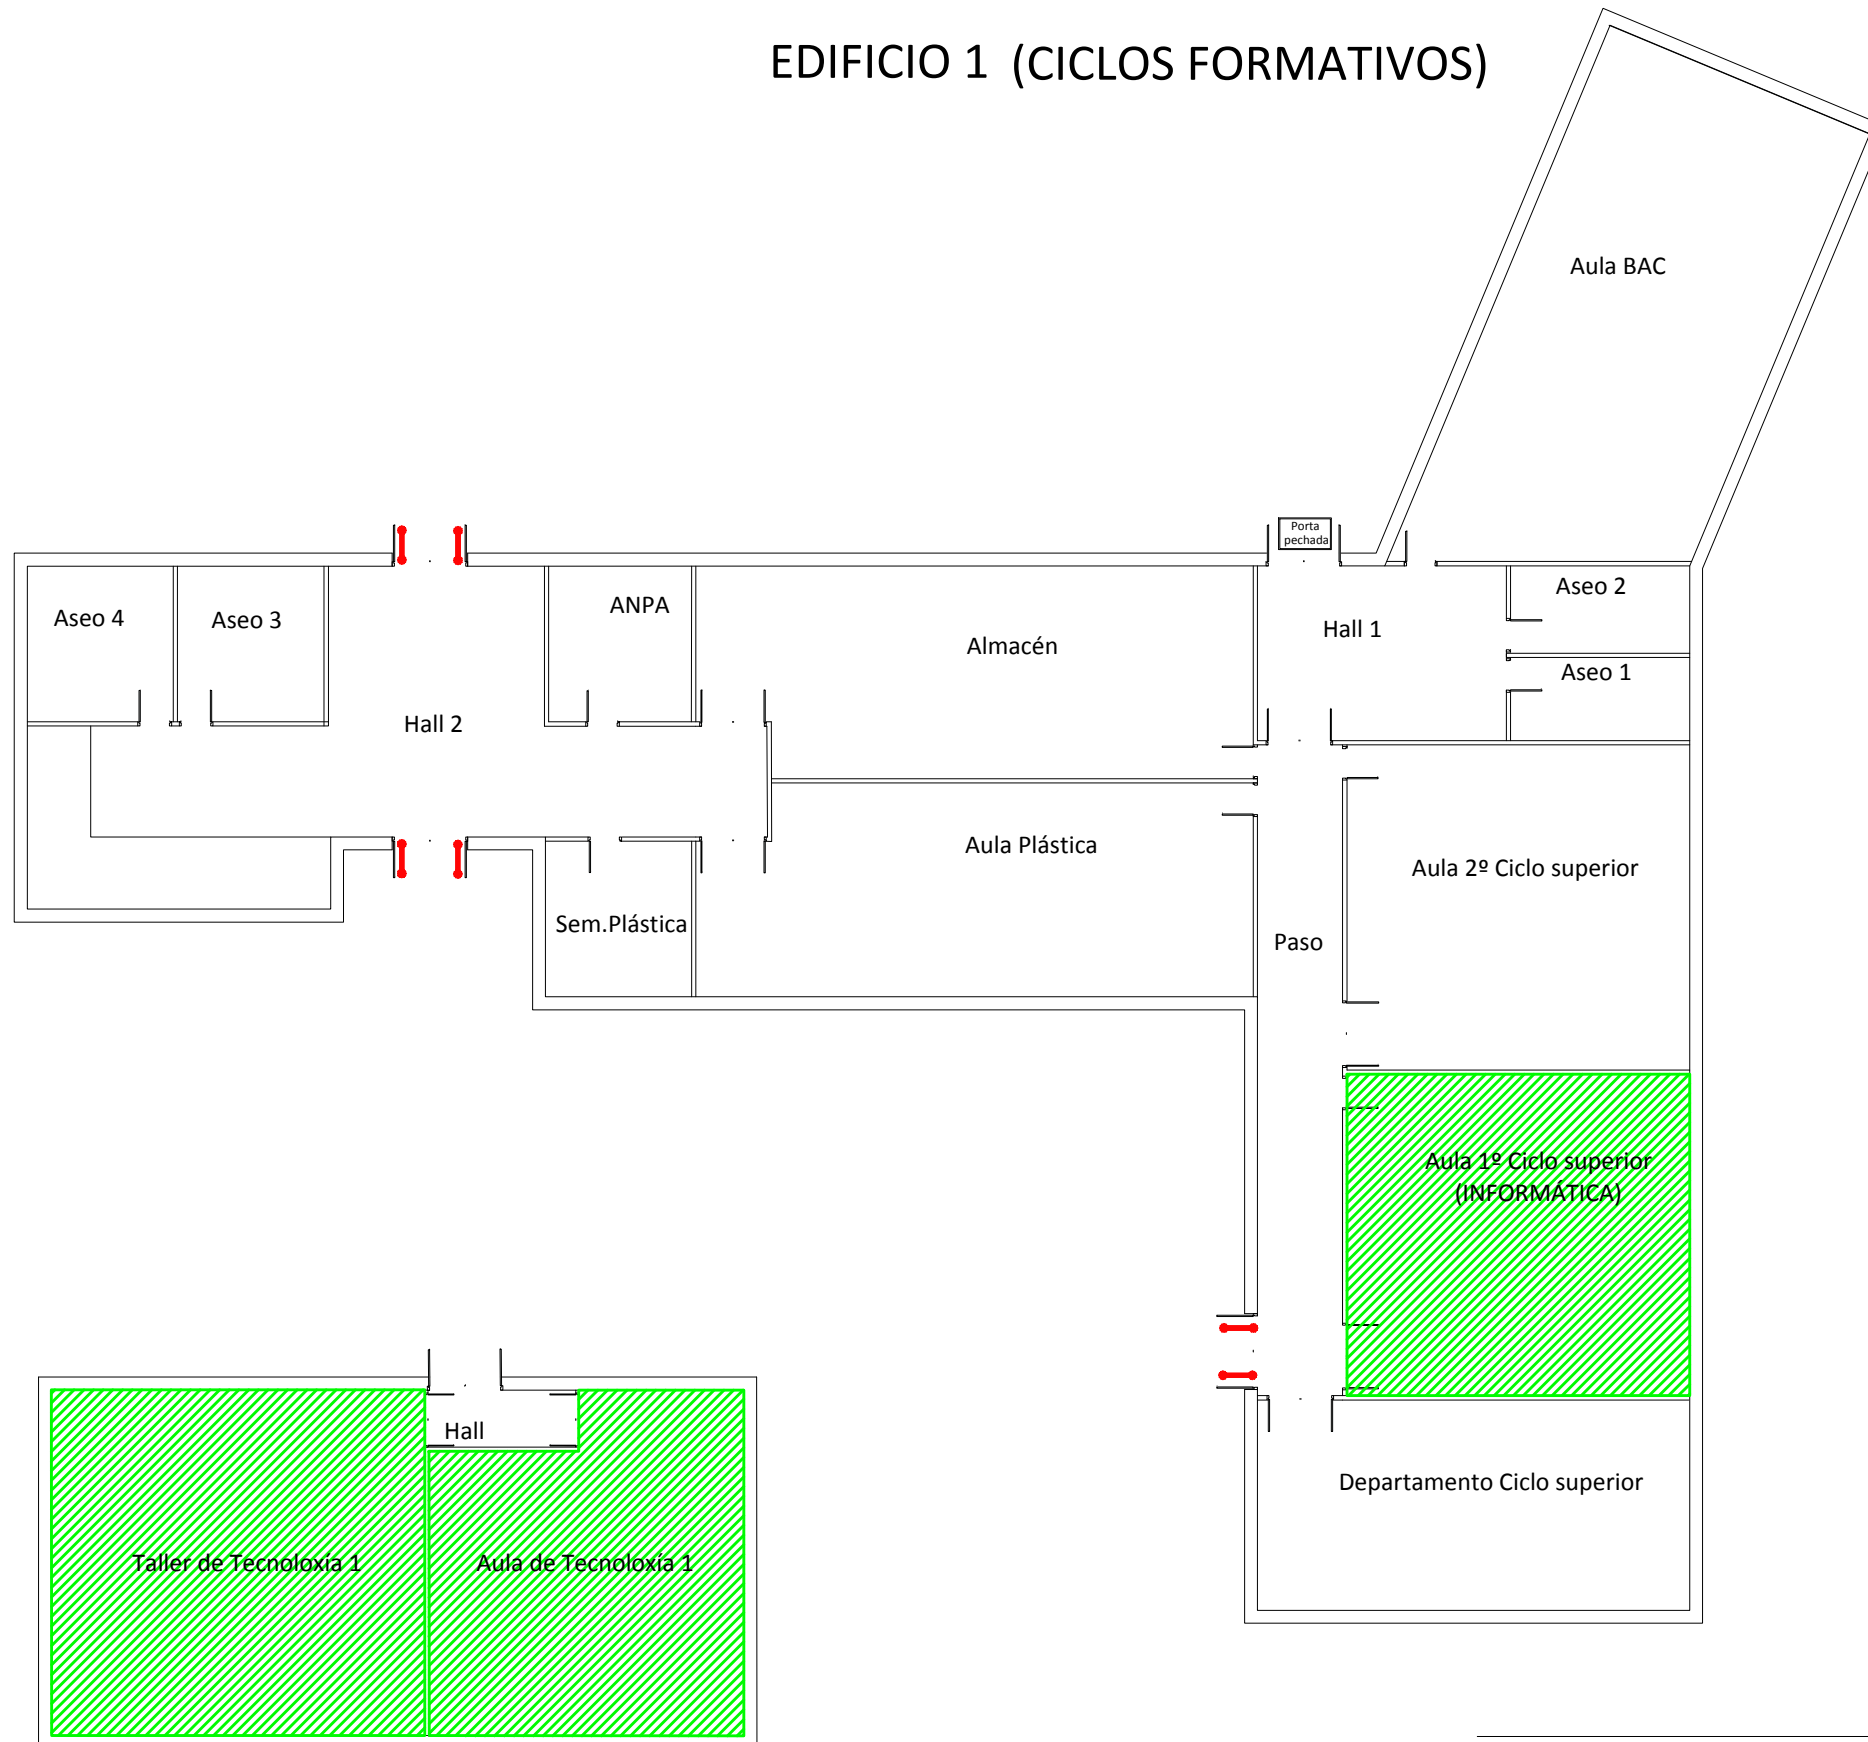 EDIFICIO 1 (CICLOS FORMATIVOS)
Aula BAC
Porta
pechada
Aseo 4
Aseo 3
ANPA
Almacén
Hall 1
Aseo 2
Aseo 1
Hall 2
Aula Plástica
Aula 2º Ciclo superior
Sem.Plástica
Paso
Aula 1º Ciclo superior
(INFORMÁTICA)
Hall
Departamento Ciclo superior
Taller de Tecnoloxía 1
Aula de Tecnoloxía 1